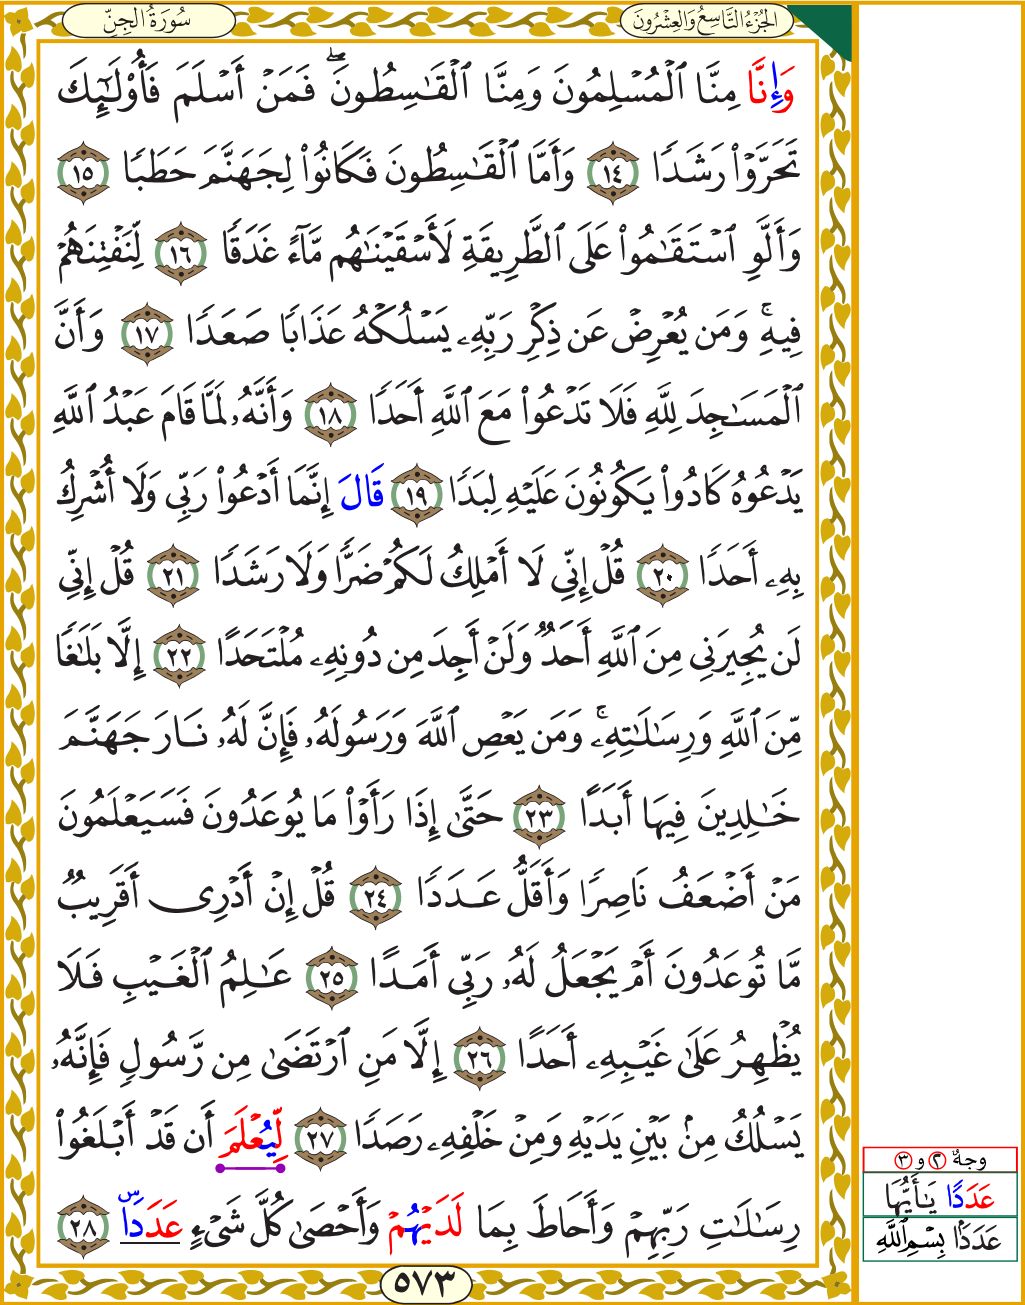 الجُزْءُ التَّاسِعُ وَالعِشْرُونَ
سُورَةُ الجِنِّ
وَإِنَّا مِنَّا ٱلۡمُسۡلِمُونَ وَمِنَّا ٱلۡقَٰسِطُونَۖ فَمَنۡ أَسۡلَمَ فَأُوْلَٰٓئِكَ
تَحَرَّوۡاْ رَشَدٗا ١٤ وَأَمَّا ٱلۡقَٰسِطُونَ فَكَانُواْ لِجَهَنَّمَ حَطَبٗا ١٥
وَأَلَّوِ ٱسۡتَقَٰمُواْ عَلَى ٱلطَّرِيقَةِ لَأَسۡقَيۡنَٰهُم مَّآءً غَدَقٗا ١٦ لِّنَفۡتِنَهُمۡ
فِيهِۚ وَمَن يُعۡرِضۡ عَن ذِكۡرِ رَبِّهِۦ يَسۡلُكۡهُ عَذَابٗا صَعَدٗا ١٧ وَأَنَّ
ٱلۡمَسَٰجِدَ لِلَّهِ فَلَا تَدۡعُواْ مَعَ ٱللَّهِ أَحَدٗا ١٨ وَأَنَّهُۥ لَمَّا قَامَ عَبۡدُ ٱللَّهِ
يَدۡعُوهُ كَادُواْ يَكُونُونَ عَلَيۡهِ لِبَدٗا ١٩ قَالَ إِنَّمَآ أَدۡعُواْ رَبِّي وَلَآ أُشۡرِكُ
بِهِۦٓ أَحَدٗا ٢٠ قُلۡ إِنِّي لَآ أَمۡلِكُ لَكُمۡ ضَرّٗا وَلَا رَشَدٗا ٢١ قُلۡ إِنِّي
لَن يُجِيرَنِي مِنَ ٱللَّهِ أَحَدٞ وَلَنۡ أَجِدَ مِن دُونِهِۦ مُلۡتَحَدًا ٢٢ إِلَّا بَلَٰغٗا
مِّنَ ٱللَّهِ وَرِسَٰلَٰتِهِۦۚ وَمَن يَعۡصِ ٱللَّهَ وَرَسُولَهُۥ فَإِنَّ لَهُۥ نَارَ جَهَنَّمَ
خَٰلِدِينَ فِيهَآ أَبَدًا ٢٣ حَتَّىٰٓ إِذَا رَأَوۡاْ مَا يُوعَدُونَ فَسَيَعۡلَمُونَ
مَنۡ أَضۡعَفُ نَاصِرٗا وَأَقَلُّ عَدَدٗا ٢٤ قُلۡ إِنۡ أَدۡرِيٓ أَقَرِيبٞ
مَّا تُوعَدُونَ أَمۡ يَجۡعَلُ لَهُۥ رَبِّيٓ أَمَدًا ٢٥ عَٰلِمُ ٱلۡغَيۡبِ فَلَا
يُظۡهِرُ عَلَىٰ غَيۡبِهِۦٓ أَحَدًا ٢٦ إِلَّا مَنِ ٱرۡتَضَىٰ مِن رَّسُولٖ فَإِنَّهُۥ
يَسۡلُكُ مِنۢ بَيۡنِ يَدَيۡهِ وَمِنۡ خَلۡفِهِۦ رَصَدٗا ٢٧ لِّيُعۡلَمَ أَن قَدۡ أَبۡلَغُواْ
رِسَٰلَٰتِ رَبِّهِمۡ وَأَحَاطَ بِمَا لَدَيۡهُمۡ وَأَحۡصَىٰ كُلَّ شَيۡءٍ عَدَدَۢا س ٢٨
وجهٌ ٢ و ٣
عَدَدًا يَٰٓأَيُّهَا
عَدَدَۢا بِسۡمِ ٱللَّهِ
٥٧٣